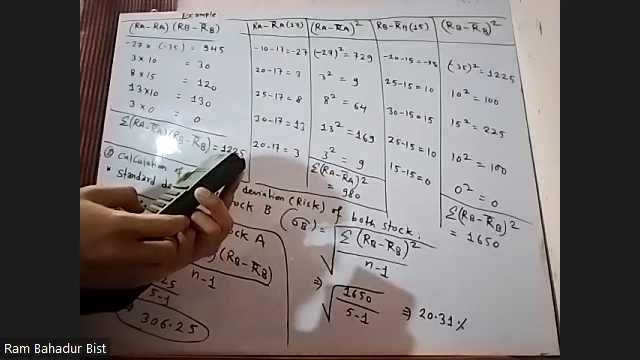 Example
(RA-R̄A)(RB-R̄B)
-27 × (-35) = 945
3×10 = 30
8×15 = 120
13×10 = 130
3×0 = 0
Σ(RA-R̄A)(RB-R̄B) = 1225
RA-R̄A(17)
-10-17=-27
20-17=3
25-17=8
30-17=13
20-17=3
(RA-R̄A)²
(-27)²=729
3²=9
8²=64
13²=169
3²=9
Σ(RA-R̄A)²
= 980
RB-R̄B(15)
-20-15=-35
25-15=10
30-15=15
25-15=10
15-15=0
(RB-R̄B)²
(-35)²=1225
10²=100
15²=225
10²=100
0²=0
Σ(RB-R̄B)²
= 1650
Calculation of
* Standard deviation (Risk) of both stock.
Stock B (σB) = √Σ(RB-R̄B)²
n-1
⇒ √1650
5-1
⇒ 20.31%
Stock A
(RB-R̄B)
n-1
5-1
306.25
Ram Bahadur Bist